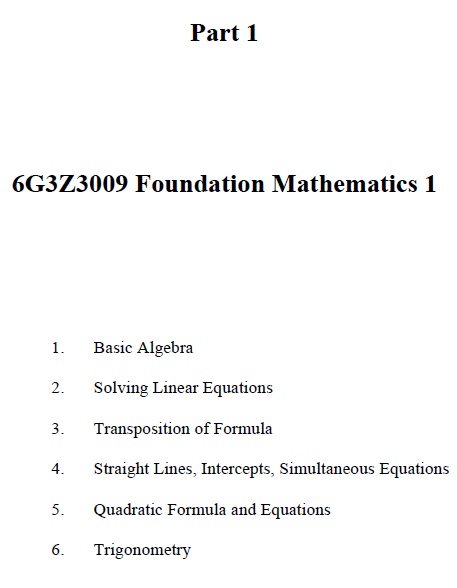 Part 1
6G3Z3009 Foundation Mathematics 1
1. Basic Algebra
2. Solving Linear Equations
3. Transposition of Formula
4. Straight Lines, Intercepts, Simultaneous Equations
5. Quadratic Formula and Equations
6. Trigonometry